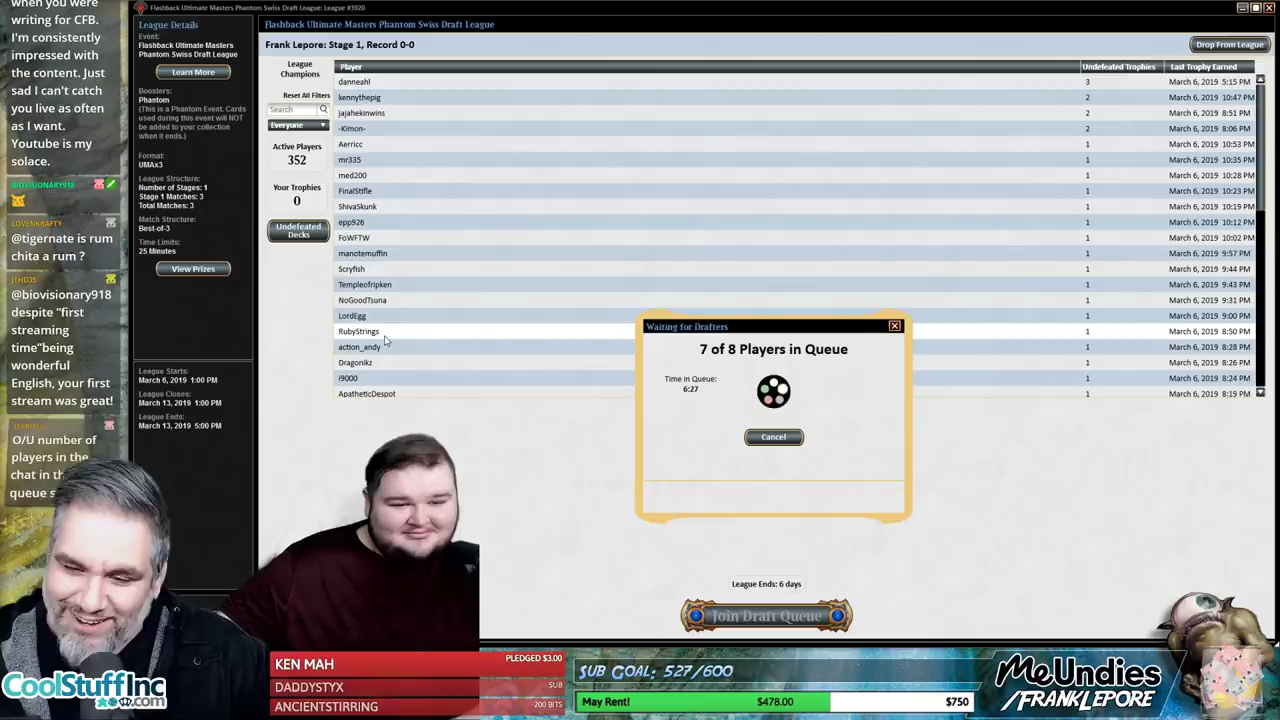 when you were
writing for CFB.
I'm consistently
impressed with
the content. Just
sad I can't catch
you live as often
as I want.
Youtube is my
solace.
BIOVISIONARY918
LOVENKRAFTY
@tigernate is rum
chita a rum ?
JTHD35
@biovisionary918
despite "first
streaming
time"being
wonderful
English, your first
stream was great!
O/U number of
players in the
chat in the
queue
Flashback Ultimate Masters Phantom Swiss Draft League: League #3920
League Details
Event:
Flashback Ultimate Masters
Phantom Swiss Draft League
Learn More
Boosters:
Phantom
(This is a Phantom Event. Cards
used during this event will NOT
be added to your collection
when it ends.)
Format:
UMAx3
League Structure:
Number of Stages: 1
Stage 1 Matches: 3
Total Matches: 3
Match Structure:
Best-of-3
Time Limits:
25 Minutes
View Prizes
League Starts:
March 6, 2019 1:00 PM
League Closes:
March 13, 2019 1:00 PM
League Ends:
March 13, 2019 5:00 PM
Flashback Ultimate Masters Phantom Swiss Draft League
Frank Lepore: Stage 1, Record 0-0
Drop From League
League
Champions
Reset All Filters
Search
Everyone
Active Players
352
Your Trophies
0
Undefeated
Decks
Player Undefeated Trophies Last Trophy Earned
danneahl 3 March 6, 2019 5:15 PM
kennythepig 2 March 6, 2019 10:47 PM
jajahekinwins 2 March 6, 2019 8:51 PM
-Kimon- 2 March 6, 2019 8:06 PM
Aerricc 1 March 6, 2019 10:53 PM
mr335 1 March 6, 2019 10:35 PM
med200 1 March 6, 2019 10:28 PM
FinalStifle 1 March 6, 2019 10:23 PM
ShivaSkunk 1 March 6, 2019 10:19 PM
epp926 1 March 6, 2019 10:12 PM
FoWFTW 1 March 6, 2019 10:02 PM
manotemuffin 1 March 6, 2019 9:57 PM
Scryfish 1 March 6, 2019 9:44 PM
Templeofripken 1 March 6, 2019 9:43 PM
NoGoodTsuna 1 March 6, 2019 9:31 PM
LordEgg 1 March 6, 2019 9:00 PM
RubyStrings 1 March 6, 2019 8:50 PM
action_andy 1 March 6, 2019 8:28 PM
Dragonikz 1 March 6, 2019 8:26 PM
i9000 1 March 6, 2019 8:24 PM
ApatheticDespot 1 March 6, 2019 8:19 PM
Waiting for Drafters
7 of 8 Players in Queue
Time in Queue:
6:27
Cancel
League Ends: 6 days
Join Draft Queue
CoolStuffInc
.com
KEN MAH PLEDGED $3.00
DADDYSTYX SUB
ANCIENTSTIRRING 200 BITS
SUB GOAL: 527/600
May Rent! $478.00 $750
MeUndies
/FRANKLEPORE